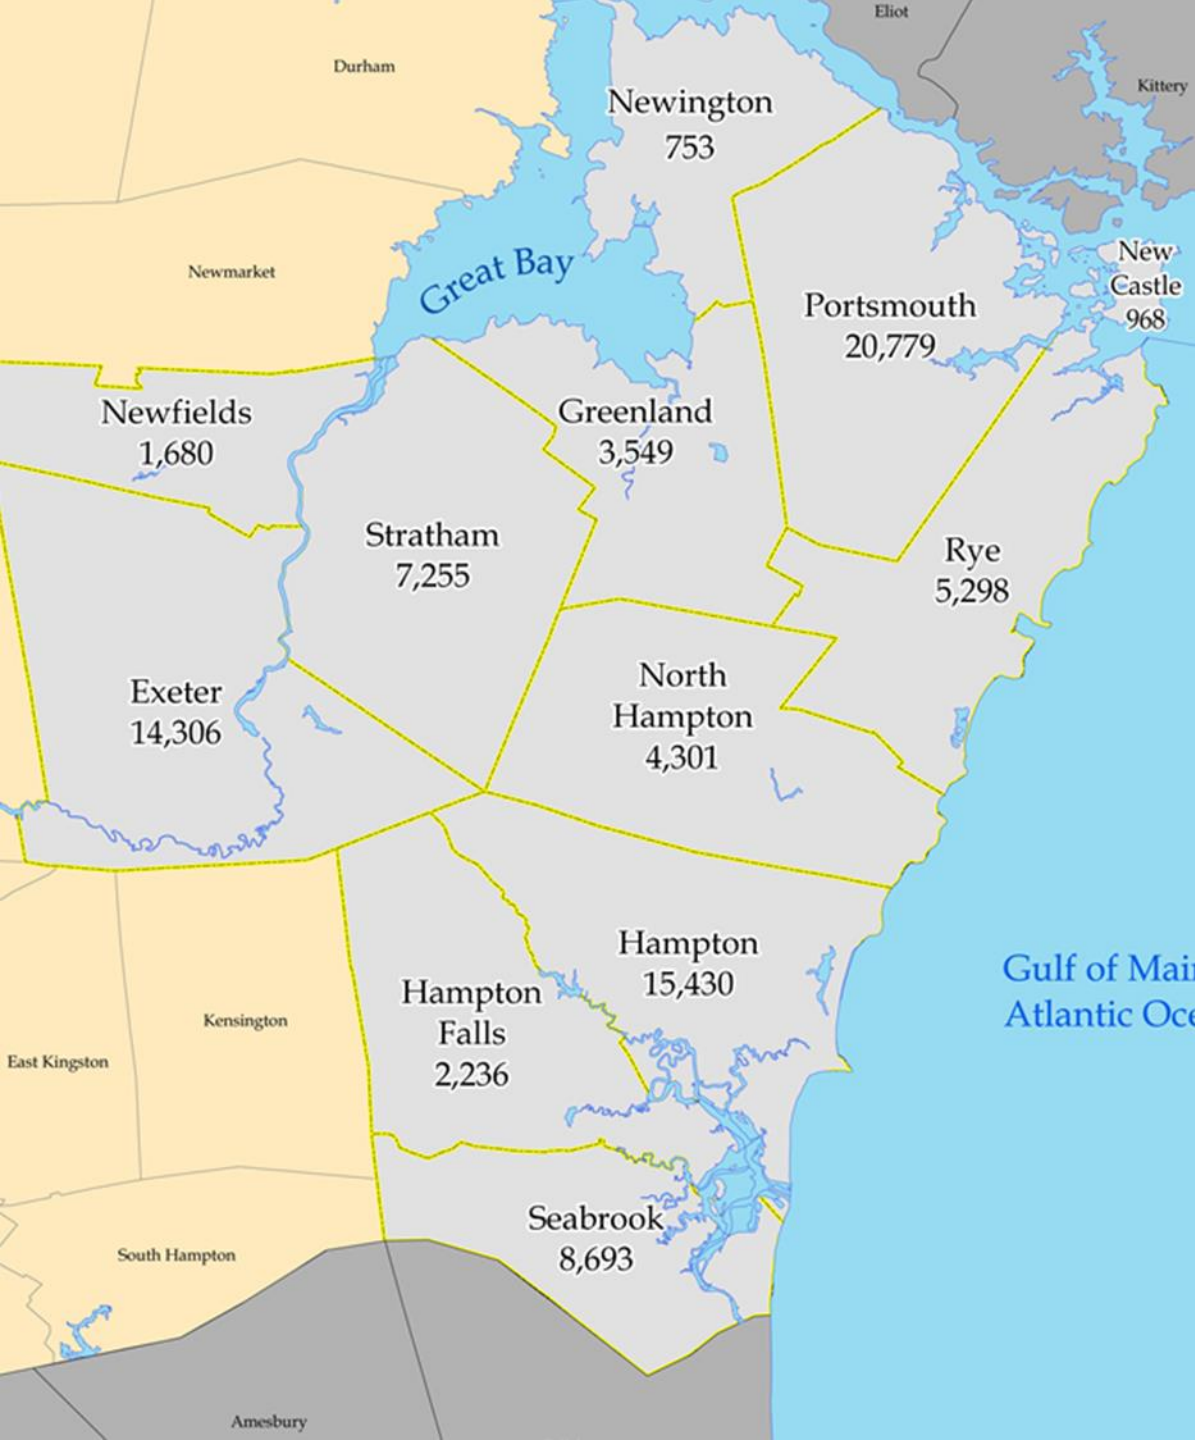 Eliot
Durham
Kittery
Newington
753
New
Castle
968
Newmarket
Great Bay
Portsmouth
20,779
Newfields
1,680
Greenland
3,549
Stratham
7,255
Rye
5,298
Exeter
14,306
North
Hampton
4,301
Hampton
15,430
Gulf of Mai
Atlantic Oce
Hampton
Falls
2,236
Kensington
East Kingston
Seabrook
8,693
South Hampton
Amesbury